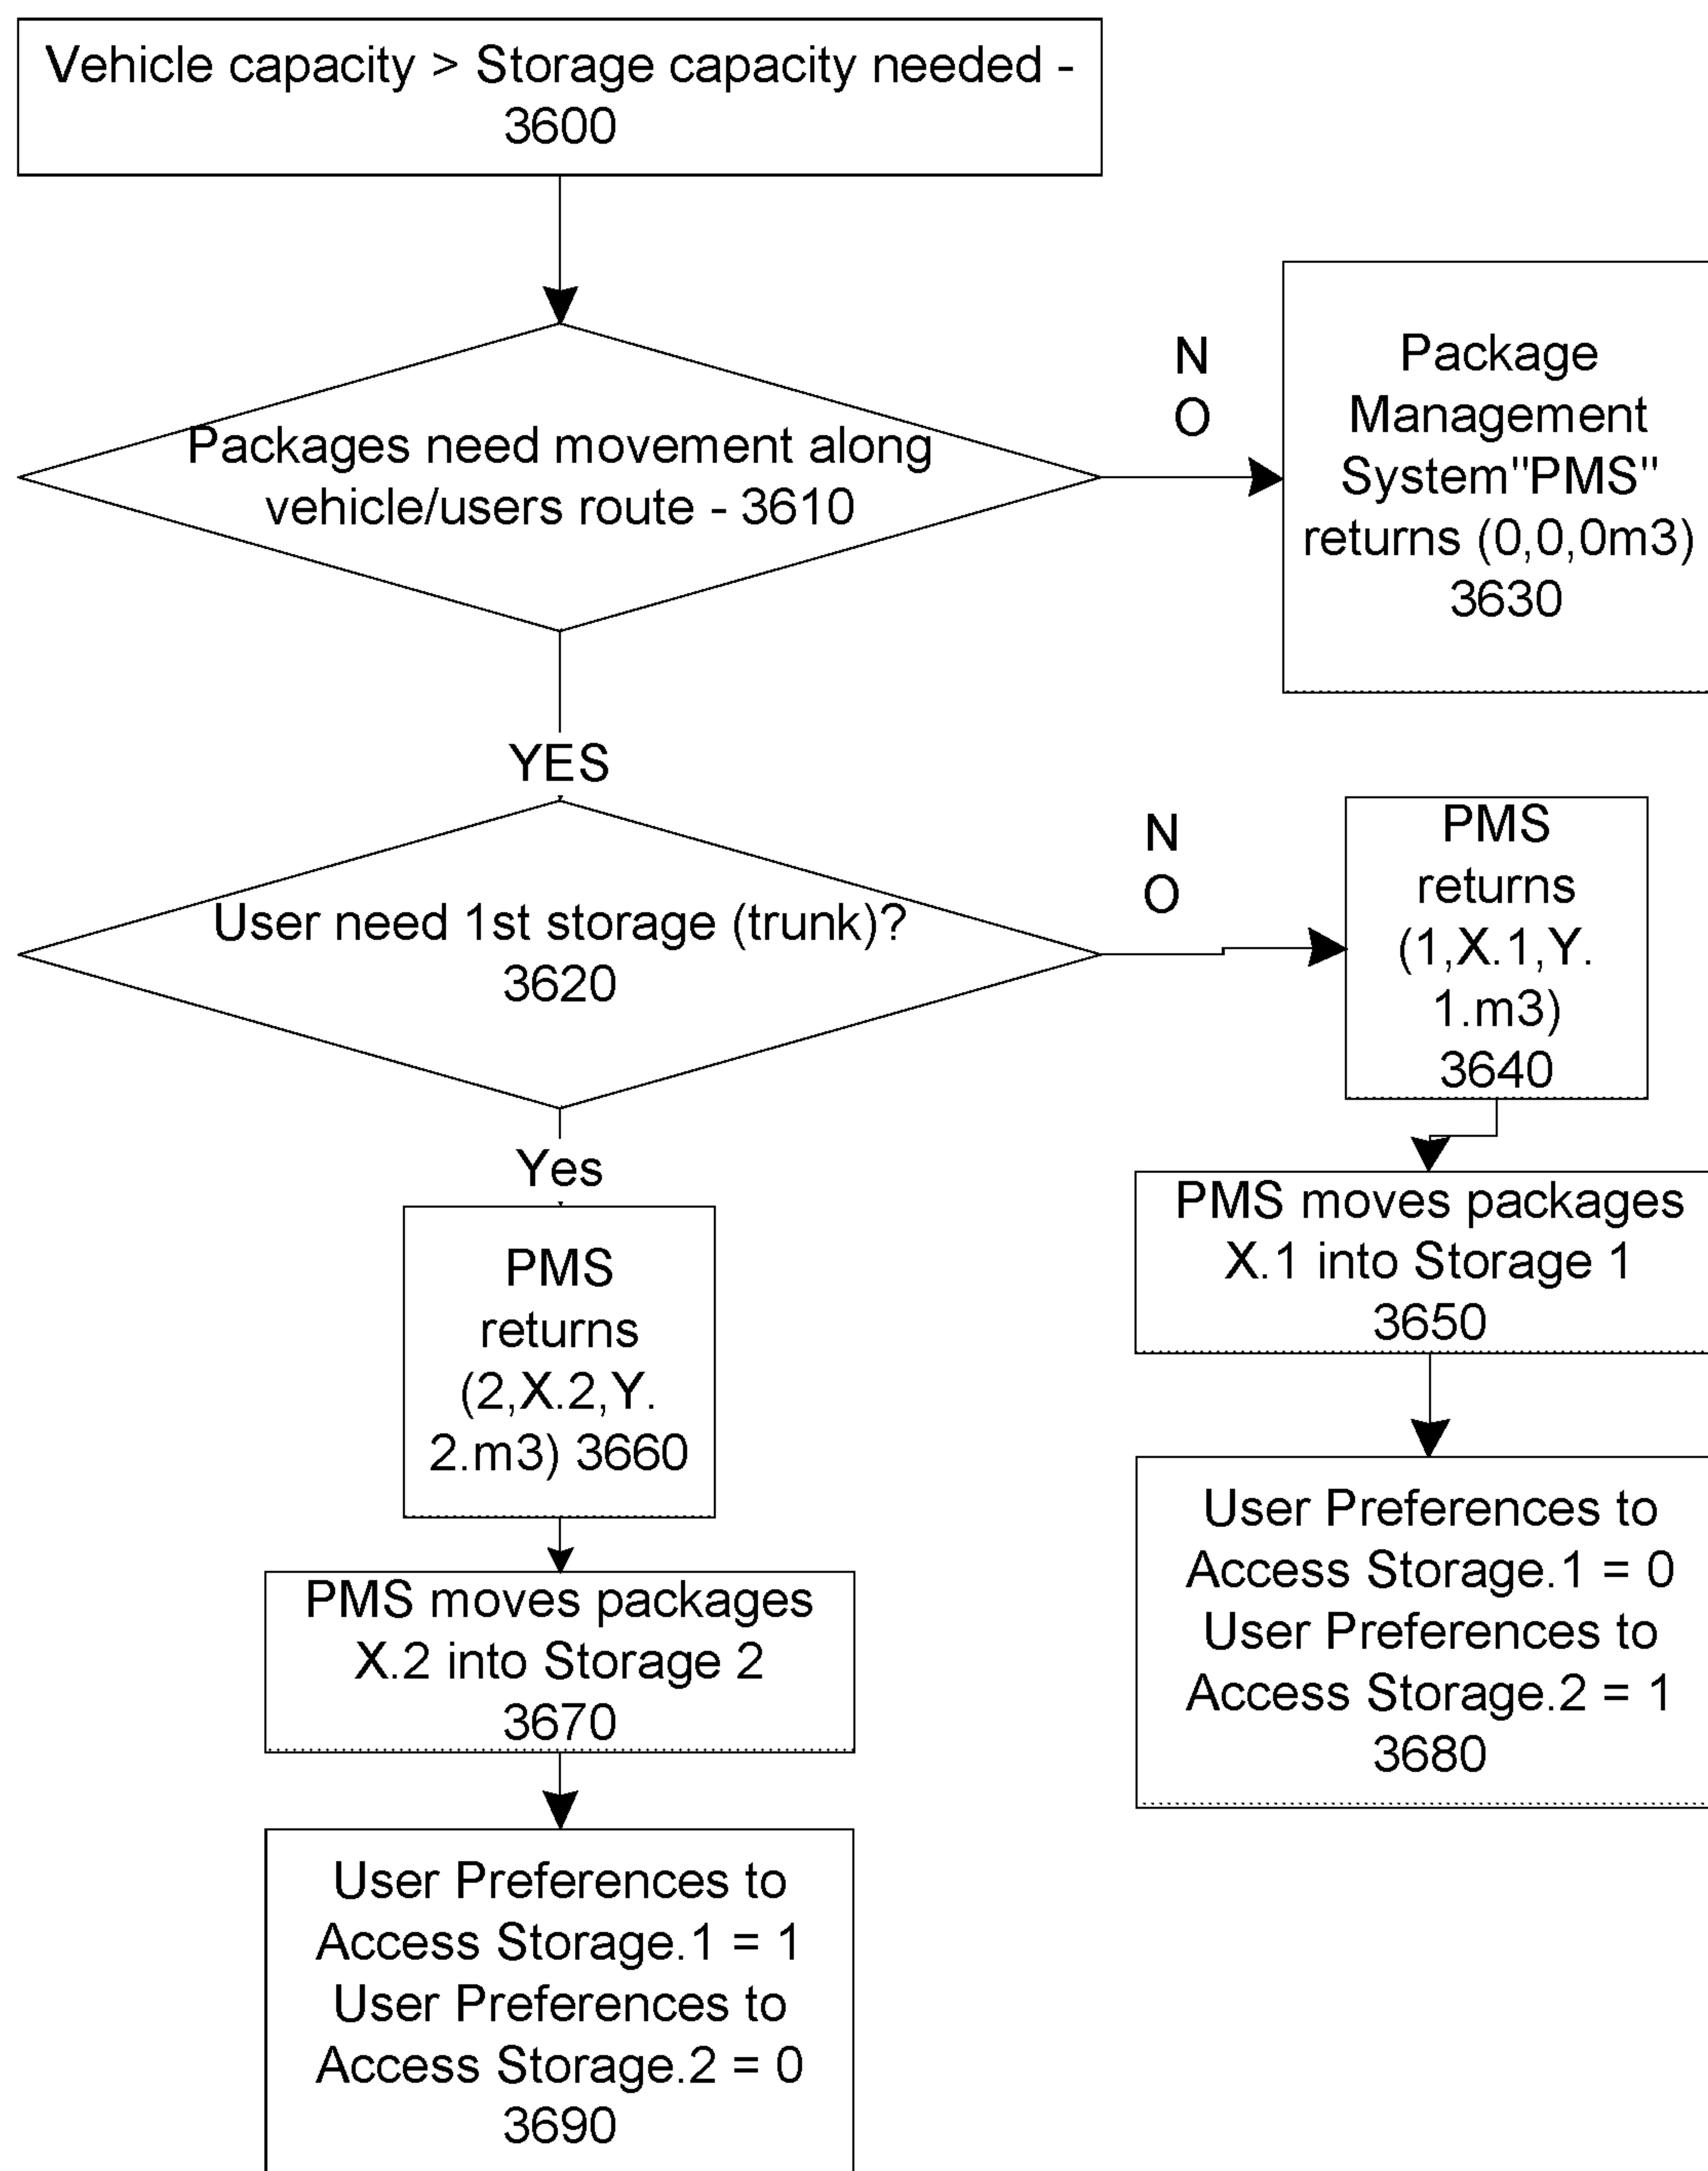 Vehicle capacity > Storage capacity needed -
3600
N
O
Packages need movement along
vehicle/users route - 3610
Package
Management
System"PMS"
returns (0,0,0m3)
3630
YES
User need 1st storage (trunk)?
3620
N
O
PMS
returns
(1,X.1,Y.
1.m3)
3640
PMS moves packages
X.1 into Storage 1
3650
User Preferences to
Access Storage.1 = 0
User Preferences to
Access Storage.2 = 1
3680
Yes
PMS
returns
(2,X.2,Y.
2.m3) 3660
PMS moves packages
X.2 into Storage 2
3670
User Preferences to
Access Storage.1 = 1
User Preferences to
Access Storage.2 = 0
3690